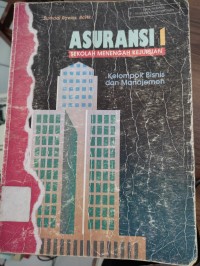 ASURANSI 1
SEKOLAH MENENGAH KEJURUAN
Kelompok Bisnis
dan Manajemen